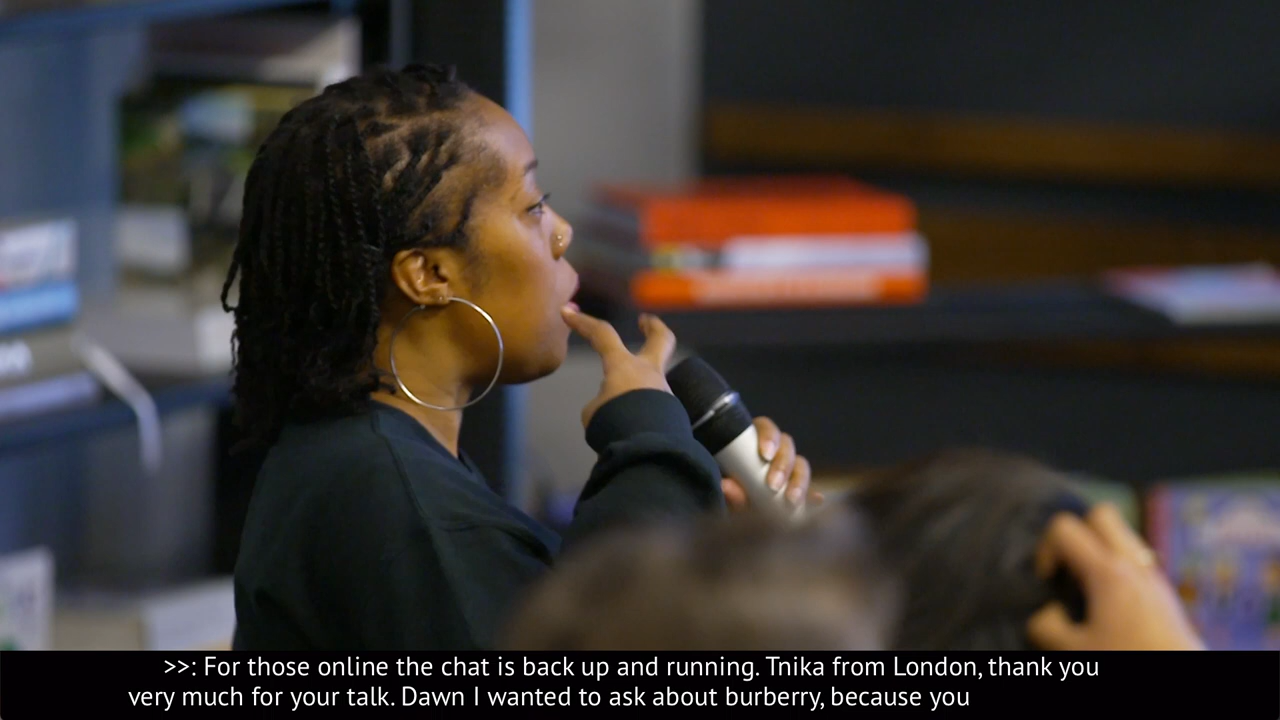 >>: For those online the chat is back up and running. Tnika from London, thank you
very much for your talk. Dawn I wanted to ask about burberry, because you